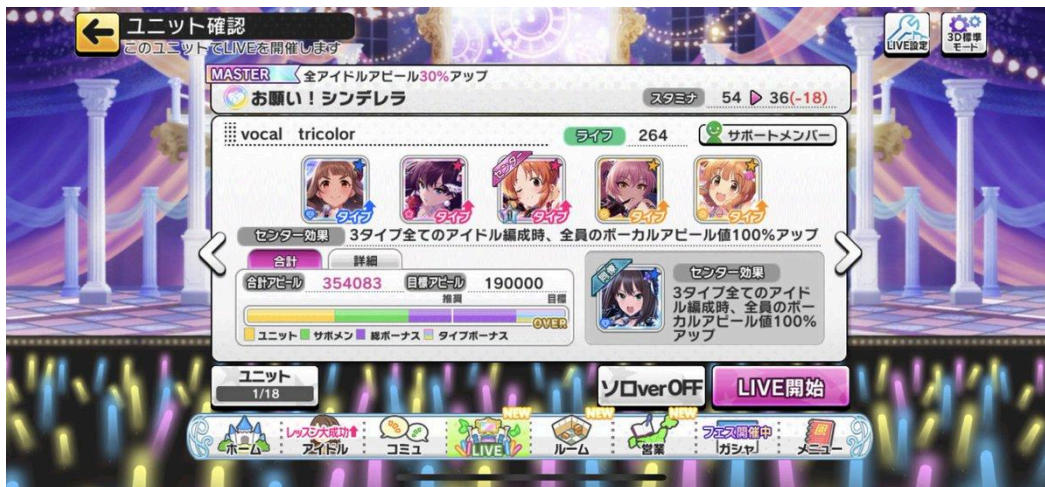 ユニット確認
このユニットでLIVEを開催します
LIVE設定
3D標準
モード
MASTER 全アイドルアピール30%アップ
お願い!シンデレラ
スタミナ 54 ▶ 36(-18)
vocal tricolor
ライフ 264
サポートメンバー
センター
タイプ タイプ タイプ タイプ タイプ
センター効果 3タイプ全てのアイドル編成時、全員のボーカルアピール値100%アップ
合計 詳細
合計アピール 354083 目標アピール 190000
推奨 目標
OVER
ユニット サポメン 総ボーナス タイプボーナス
センター効果
3タイプ全てのアイド
ル編成時、全員のボー
カルアピール値100%
アップ
ユニット
1/18
ソロverOFF
LIVE開始
NEW NEW NEW
レッスン大成功 フェス開催中
ホーム アイドル コミュ LIVE ルーム 営業 ガシャ メニュー